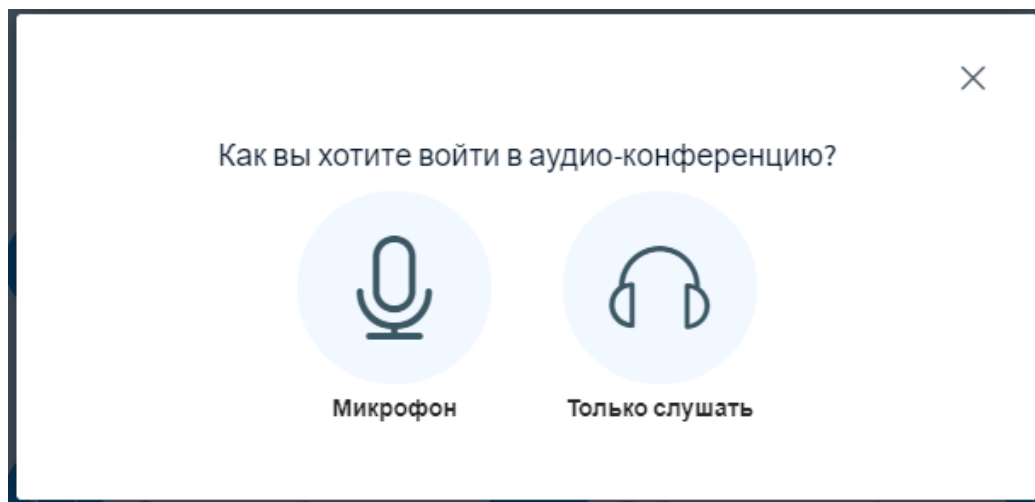 Как вы хотите войти в аудио-конференцию?
Микрофон
Только слушать